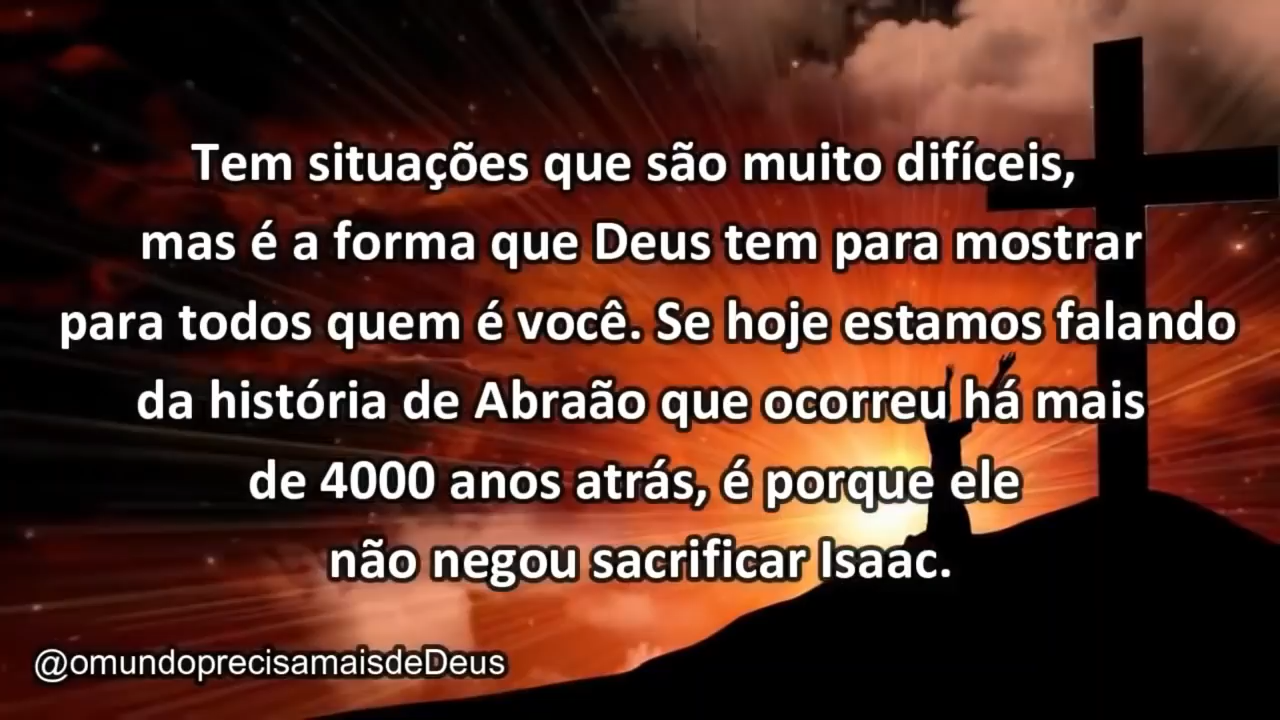 Tem situações que são muito difíceis,
mas é a forma que Deus tem para mostrar
para todos quem é você. Se hoje estamos falando
da história de Abraão que ocorreu há mais
de 4000 anos atrás, é porque ele
não negou sacrificar Isaac.
@omundoprecisamaisdeDeus